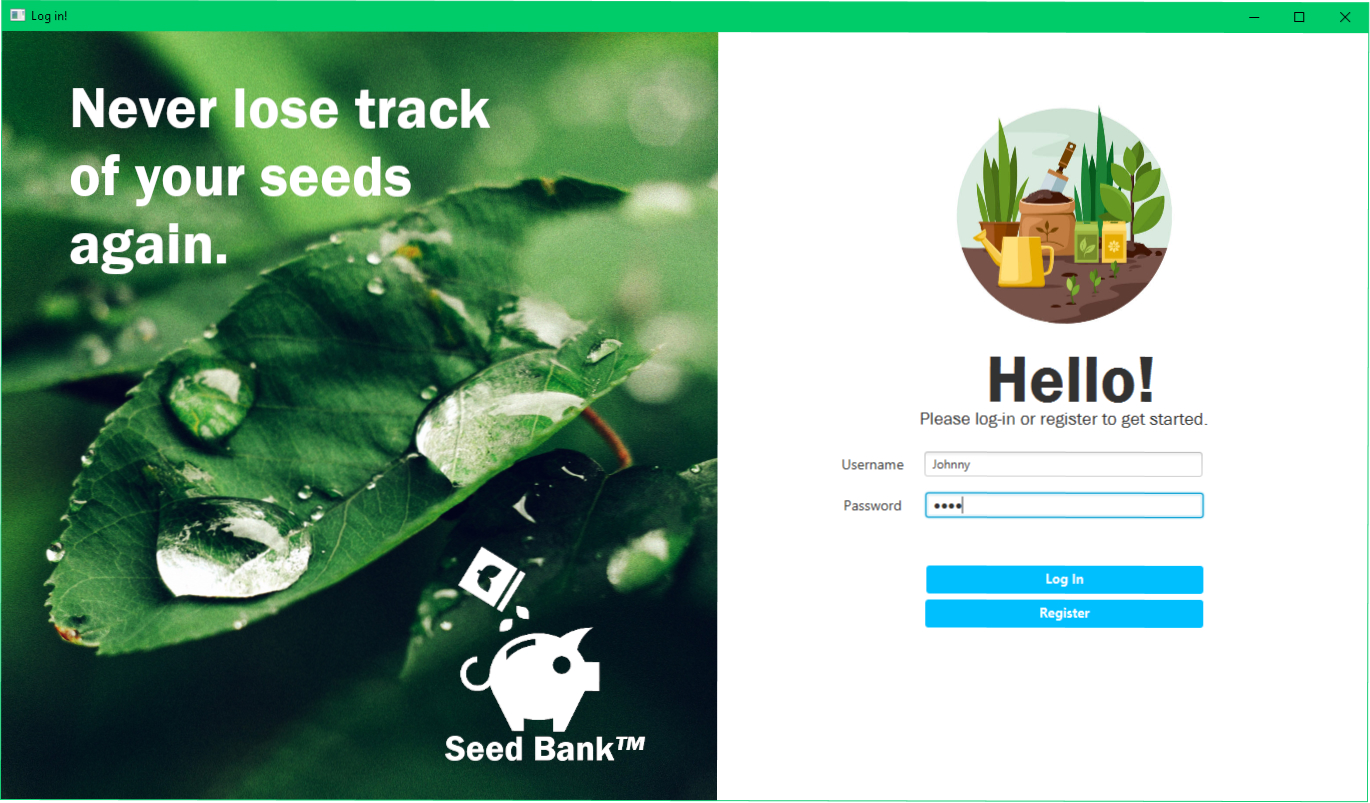 Log in!
Never lose track
of your seeds
again.
Seed Bank™
Hello!
Please log-in or register to get started.
Username
Johnny
Password
••••
Log In
Register